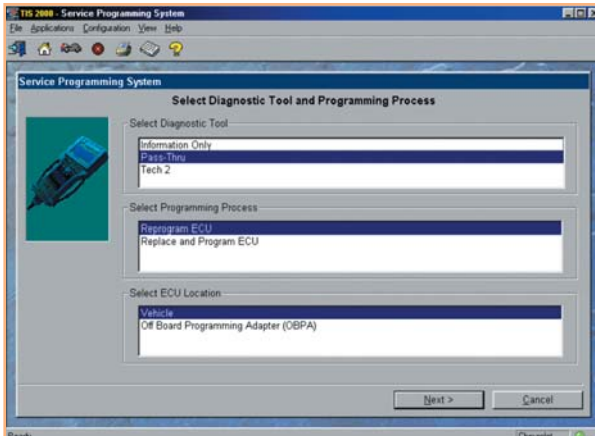 TIS 2000 - Service Programming System
File Applications Configuration View Help
Service Programming System
Select Diagnostic Tool and Programming Process
Select Diagnostic Tool
Information Only
Pass-Thru
Tech 2
Select Programming Process
Reprogram ECU
Replace and Program ECU
Select ECU Location
Vehicle
Off Board Programming Adapter (OBPA)
Next > Cancel
Ready Chevrolet